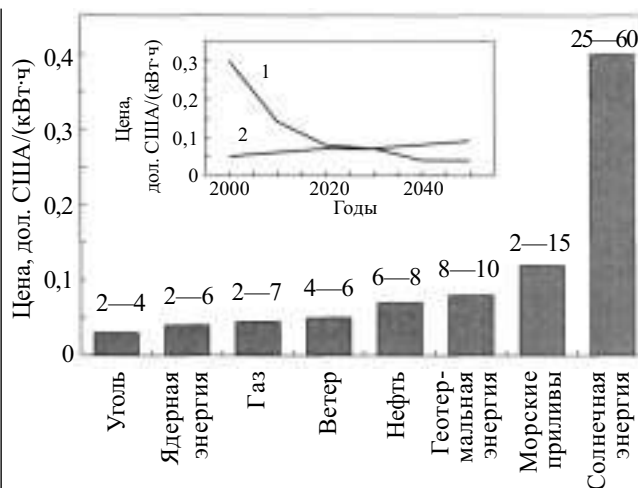 Цена, дол. США/(кВт·ч)
0,4
0,3
0,2
0,1
0
Цена,
дол. США/(кВт·ч)
0,3
0,2
0,1
0
1
2
2000
2020
2040
Годы
2—4
2—6
2—7
4—6
6—8
8—10
2—15
25—60
Уголь
Ядерная
энергия
Газ
Ветер
Нефть
Геотер-
мальная
энергия
Морские
приливы
Солнечная
энергия